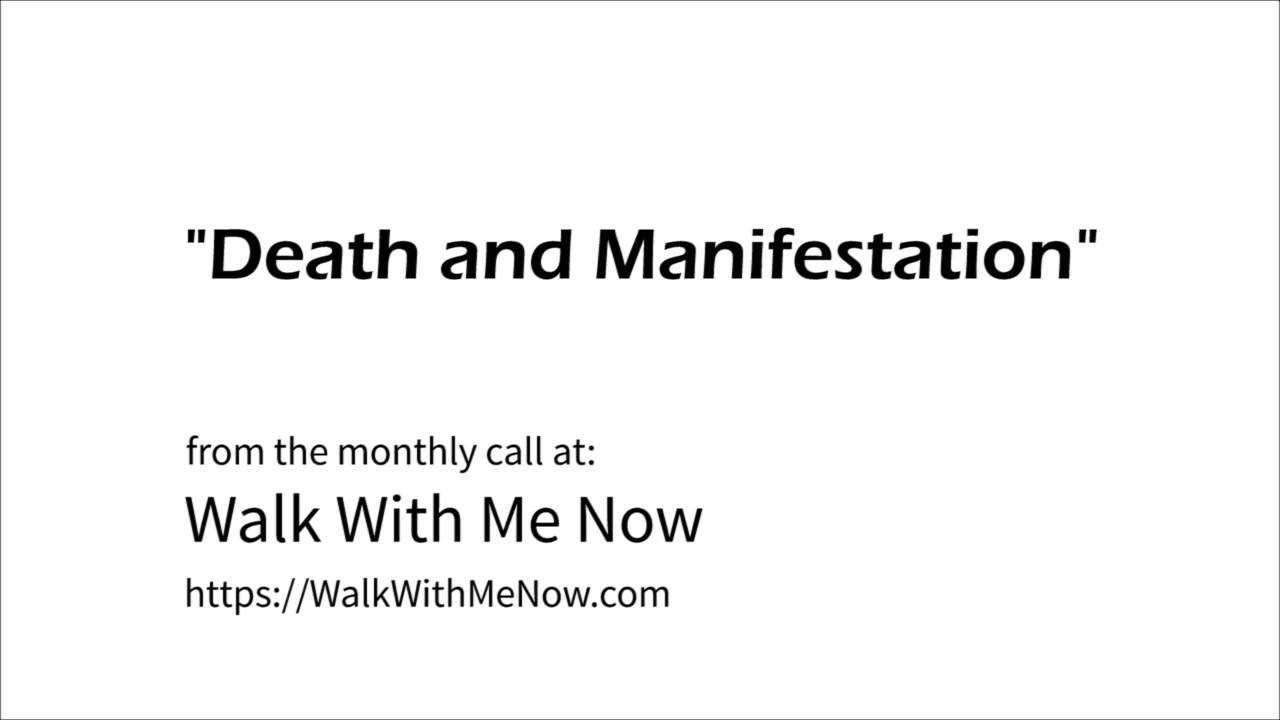 "Death and Manifestation"
from the monthly call at:
Walk With Me Now
https://WalkWithMeNow.com